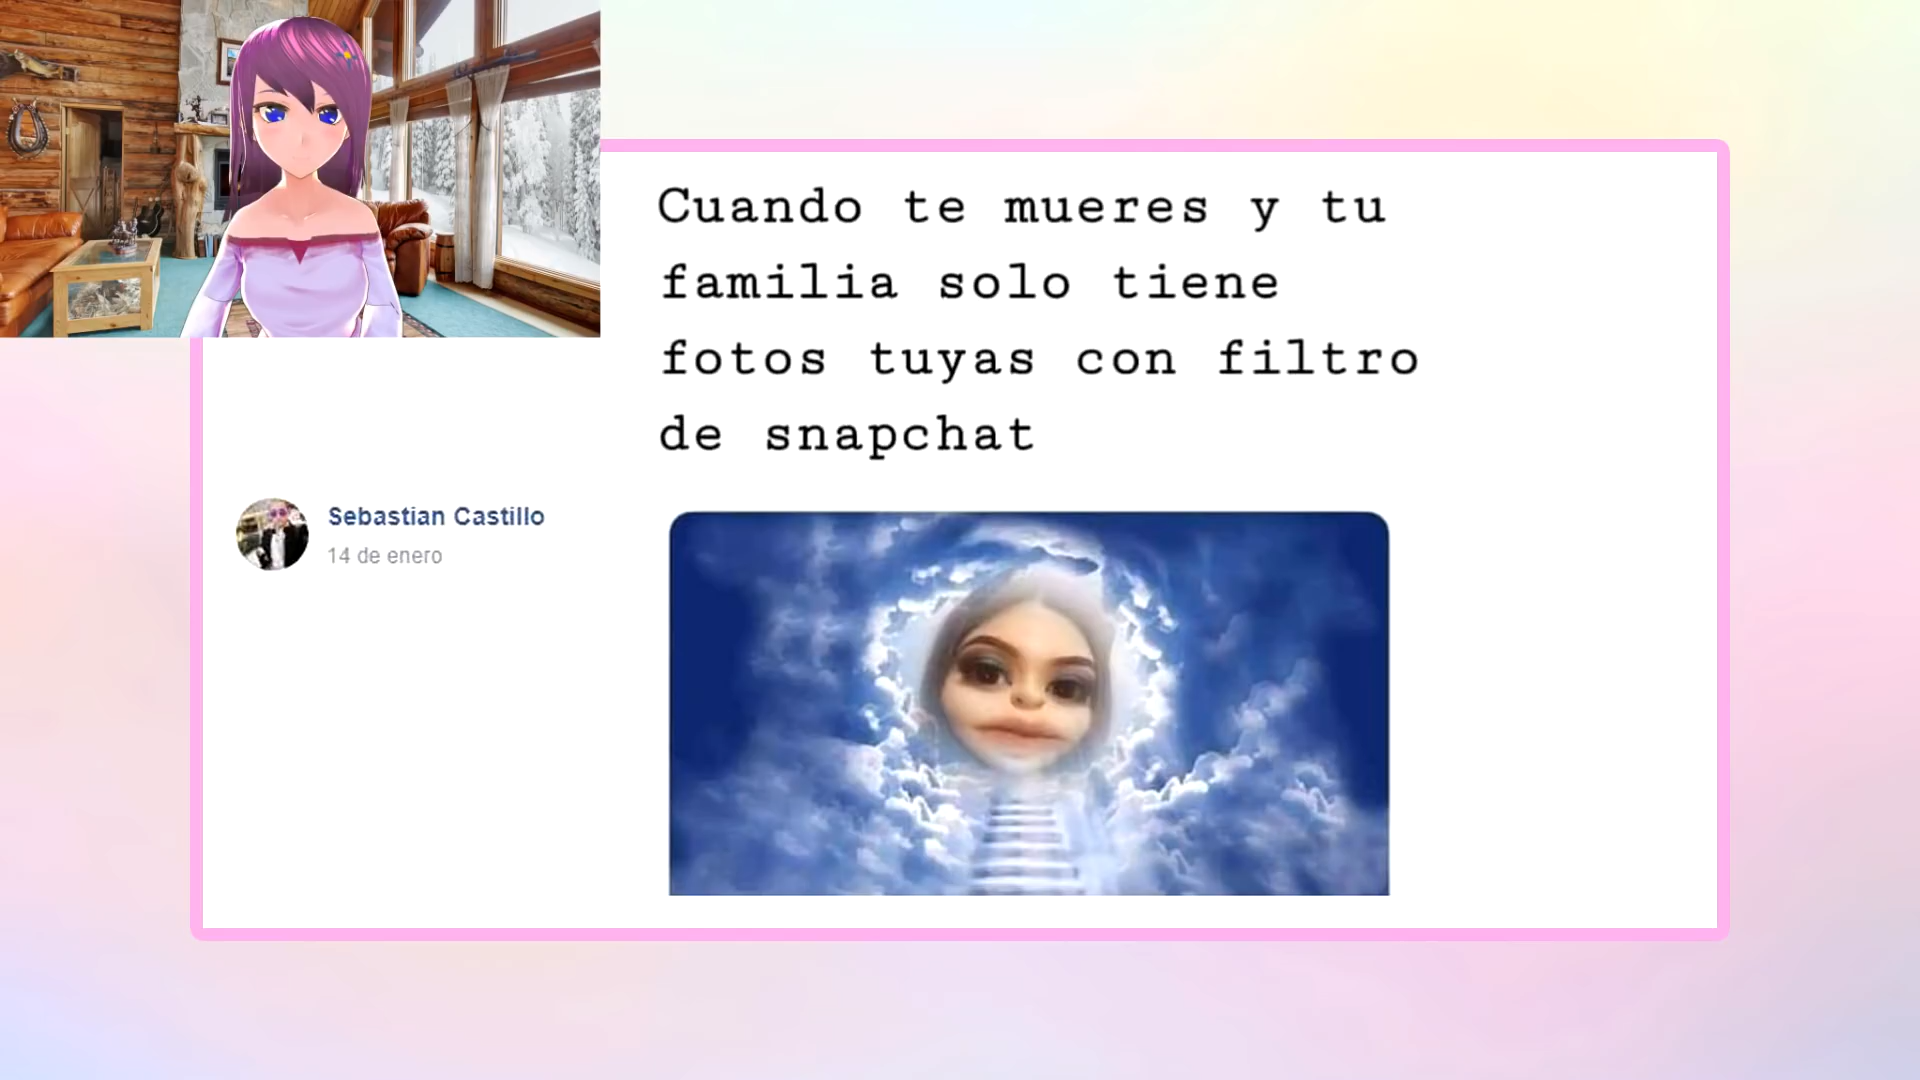 Cuando te mueres y tu
familia solo tiene
fotos tuyas con filtro
de snapchat
Sebastian Castillo
14 de enero